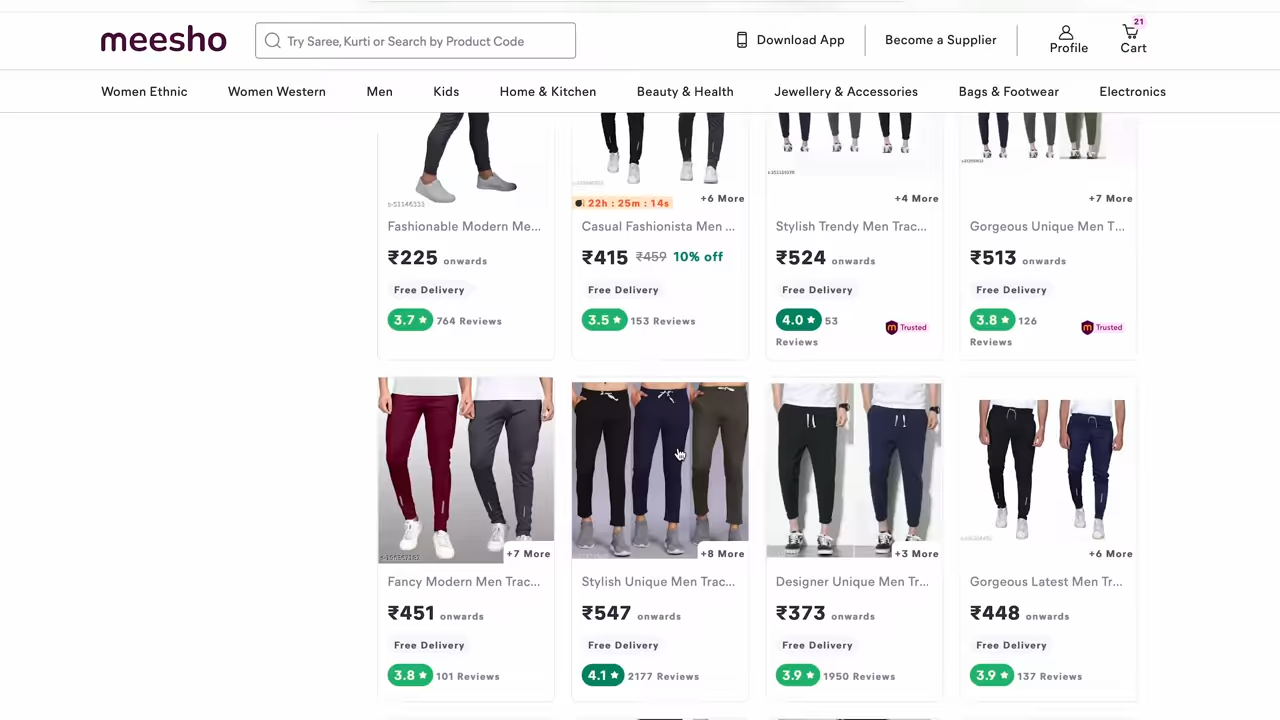 meesho
Try Saree, Kurti or Search by Product Code
Download App
Become a Supplier
Profile
21
Cart
Women Ethnic
Women Western
Men
Kids
Home & Kitchen
Beauty & Health
Jewellery & Accessories
Bags & Footwear
Electronics
s-51146333
22h : 25m : 14s
+6 More
+4 More
+7 More
Fashionable Modern Me...
Casual Fashionista Men ...
Stylish Trendy Men Trac...
Gorgeous Unique Men T...
₹225 onwards
₹415 ₹459 10% off
₹524 onwards
₹513 onwards
Free Delivery
Free Delivery
Free Delivery
Free Delivery
3.7 ★ 764 Reviews
3.5 ★ 153 Reviews
4.0 ★ 53 Reviews
m Trusted
3.8 ★ 126 Reviews
m Trusted
+7 More
+8 More
+3 More
+6 More
Fancy Modern Men Trac...
Stylish Unique Men Trac...
Designer Unique Men Tr...
Gorgeous Latest Men Tr...
₹451 onwards
₹547 onwards
₹373 onwards
₹448 onwards
Free Delivery
Free Delivery
Free Delivery
Free Delivery
3.8 ★ 101 Reviews
4.1 ★ 2177 Reviews
3.9 ★ 1950 Reviews
3.9 ★ 137 Reviews